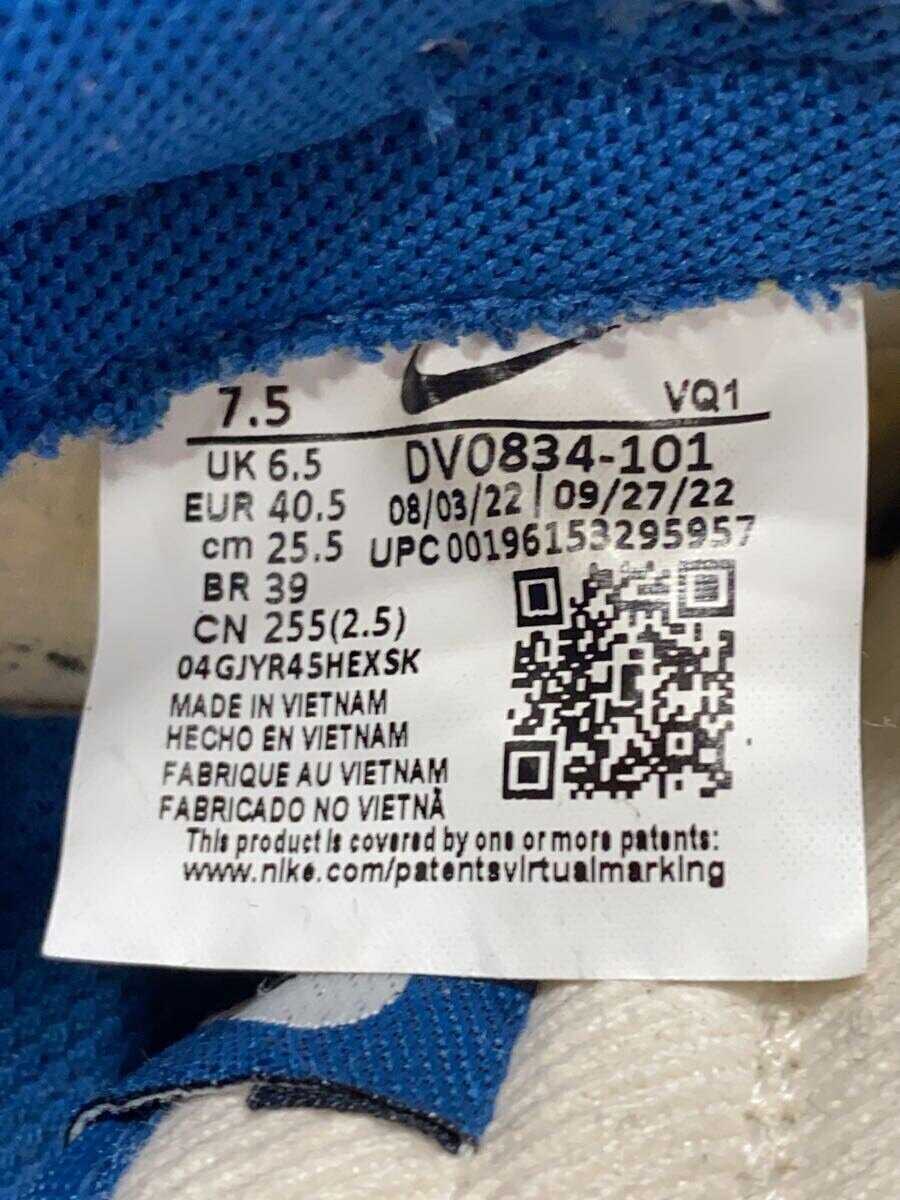 7.5 VQ1
UK 6.5 DV0834-101
EUR 40.5 08/03/22 | 09/27/22
cm 25.5 UPC 00196153295957
BR 39
CN 255(2.5)
04GJYR45HEXSK
MADE IN VIETNAM
HECHO EN VIETNAM
FABRIQUE AU VIETNAM
FABRICADO NO VIETNÃ
This product is covered by one or more patents:
www.nike.com/patentsvirtualmarking